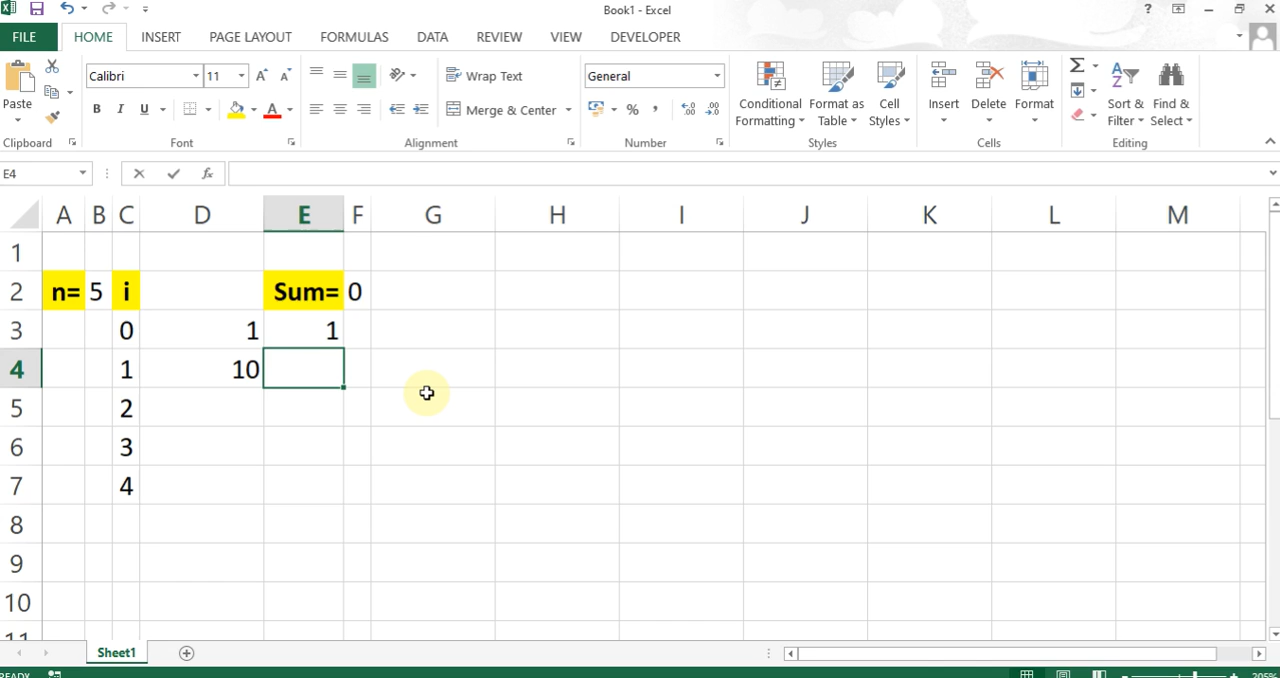 Book1 - Excel
?
FILE HOME INSERT PAGE LAYOUT FORMULAS DATA REVIEW VIEW DEVELOPER
Paste
Calibri 11 A A
B I U A
Wrap Text
Merge & Center
General
% ,
Conditional Formatting
Format as Table
Cell Styles
Insert Delete Format
Sort & Filter
Find & Select
Clipboard Font Alignment Number Styles Cells Editing
E4 fx
A B C D E F G H I J K L M
1
2 n= 5 i Sum= 0
3 0 1 1
4 1 10
5 2
6 3
7 4
8
9
10
11
Sheet1
READY 205%